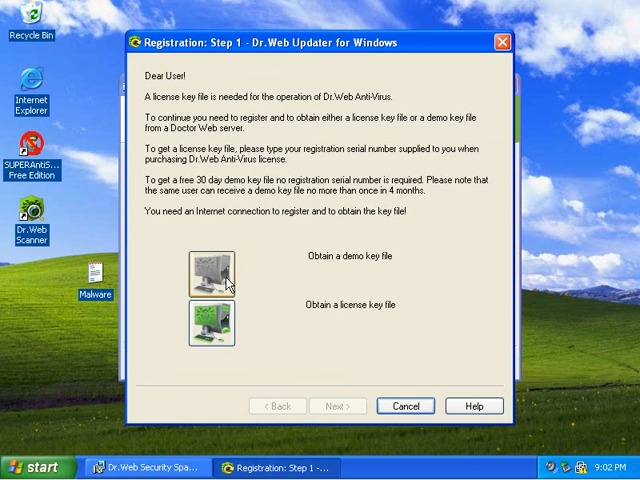 Recycle Bin
Internet
Explorer
SUPERAntiS...
Free Edition
Dr.Web
Scanner
Malware
Registration: Step 1 - Dr.Web Updater for Windows
Dear User!
A license key file is needed for the operation of Dr.Web Anti-Virus.
To continue you need to register and to obtain either a license key file or a demo key file
from a Doctor Web server.
To get a license key file, please type your registration serial number supplied to you when
purchasing Dr.Web Anti-Virus license.
To get a free 30 day demo key file no registration serial number is required. Please note that
the same user can receive a demo key file no more than once in 4 months.
You need an Internet connection to register and to obtain the key file!
Obtain a demo key file
Obtain a license key file
< Back
Next >
Cancel
Help
start
Dr.Web Security Spa...
Registration: Step 1 -...
9:02 PM